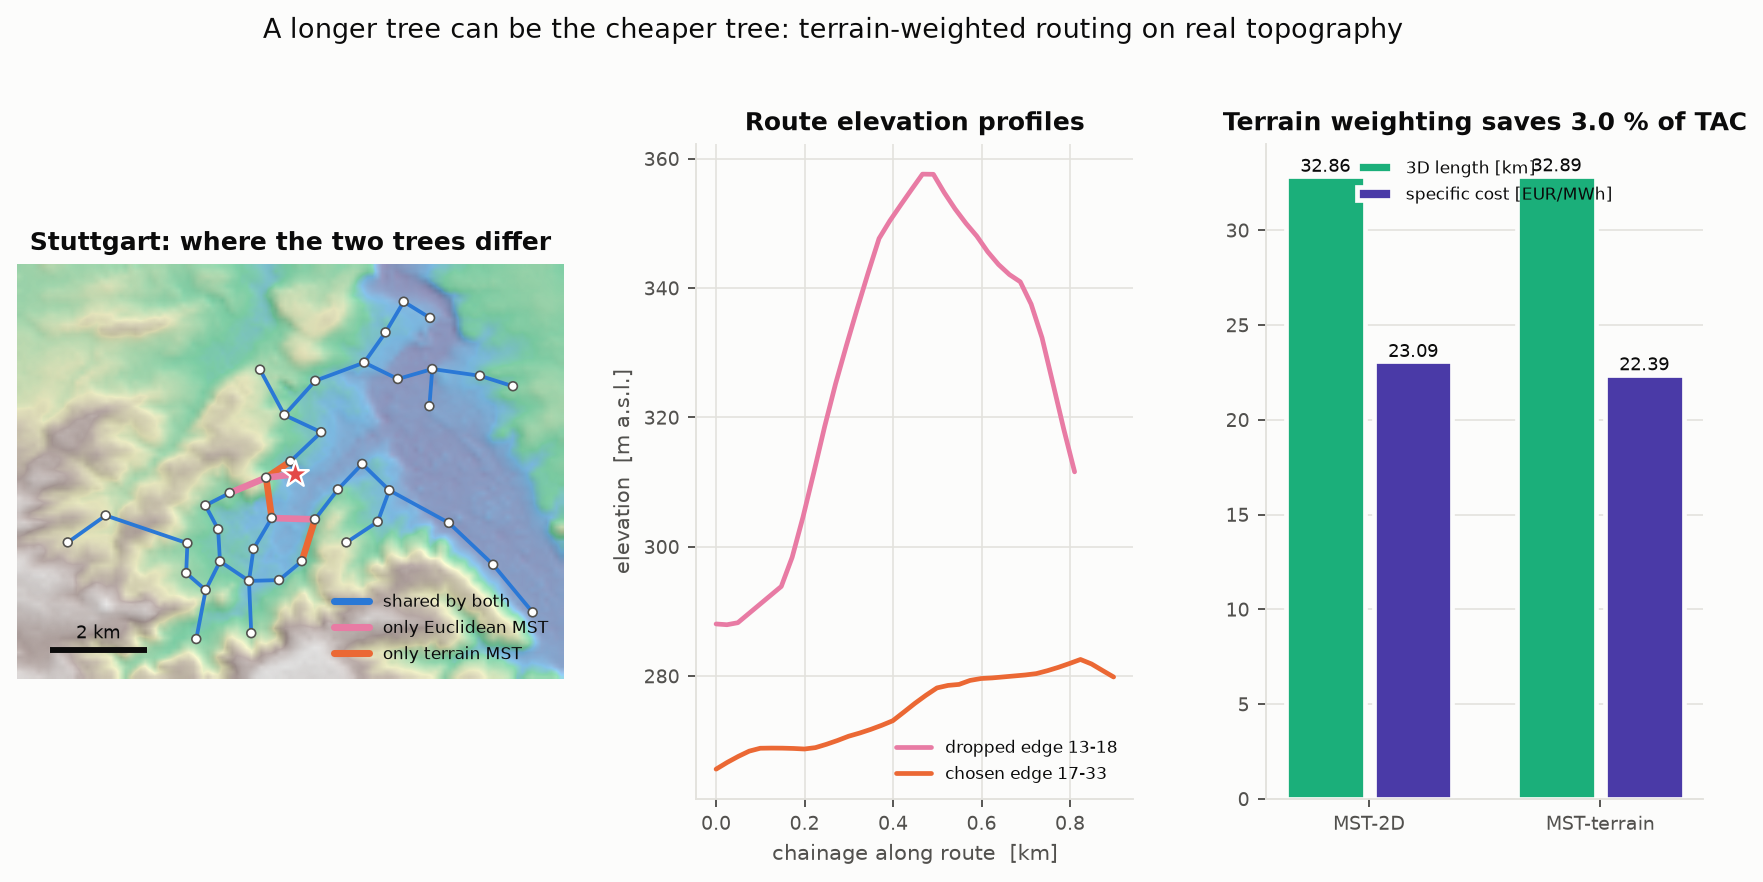 A longer tree can be the cheaper tree: terrain-weighted routing on real topography
Stuttgart: where the two trees differ
2 km
shared by both
only Euclidean MST
only terrain MST
Route elevation profiles
elevation [m a.s.l.]
360
340
320
300
280
0.0 0.2 0.4 0.6 0.8
chainage along route [km]
dropped edge 13-18
chosen edge 17-33
Terrain weighting saves 3.0 % of TAC
3D length [km]
specific cost [EUR/MWh]
32.86
23.09
32.89
22.39
30
25
20
15
10
5
0
MST-2D MST-terrain